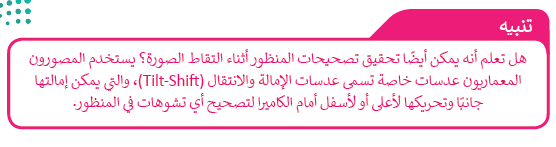 تنبيه
هل تعلم أنه يمكن أيضًا تحقيق تصحيحات المنظور أثناء التقاط الصورة؟ يستخدم المصورون
المعماريون عدسات خاصة تسمى عدسات الإمالة والانتقال (Tilt-Shift)، والتي يمكن إمالتها
جانبًا وتحريكها لأعلى أو لأسفل أمام الكاميرا لتصحيح أي تشوهات في المنظور.